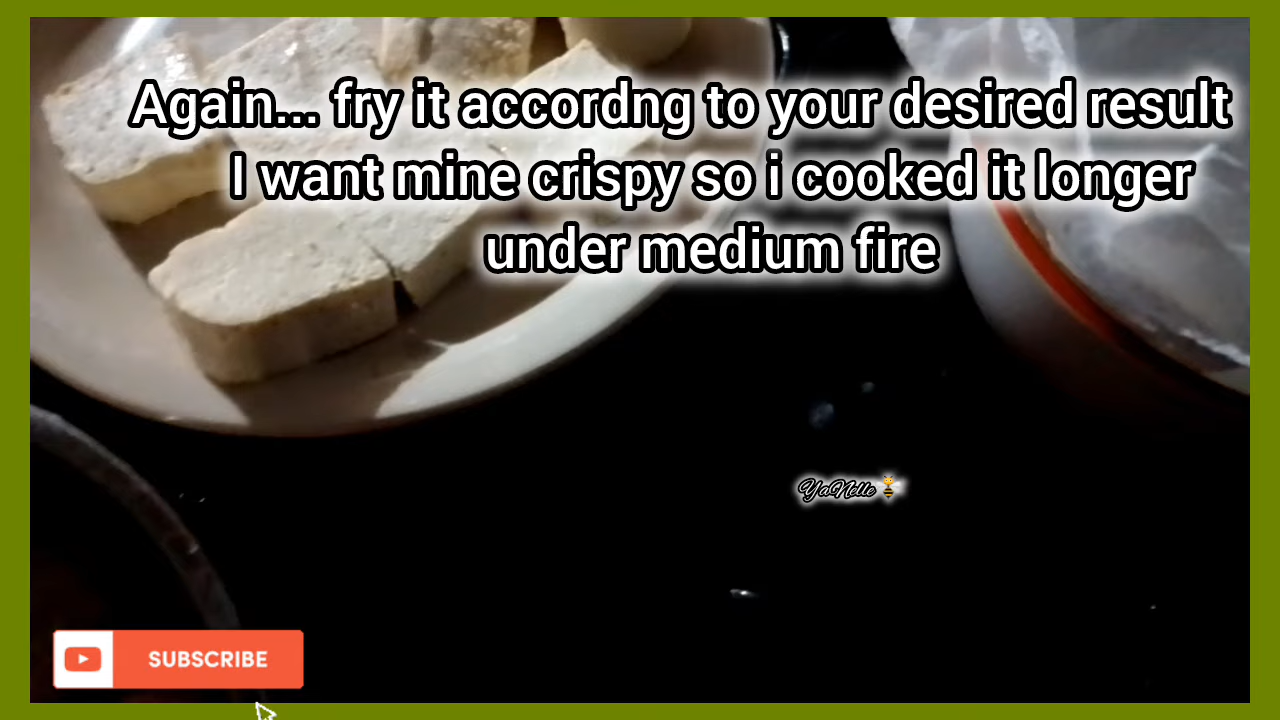 Again... fry it accordng to your desired result
I want mine crispy so i cooked it longer
under medium fire
YaNelle
SUBSCRIBE